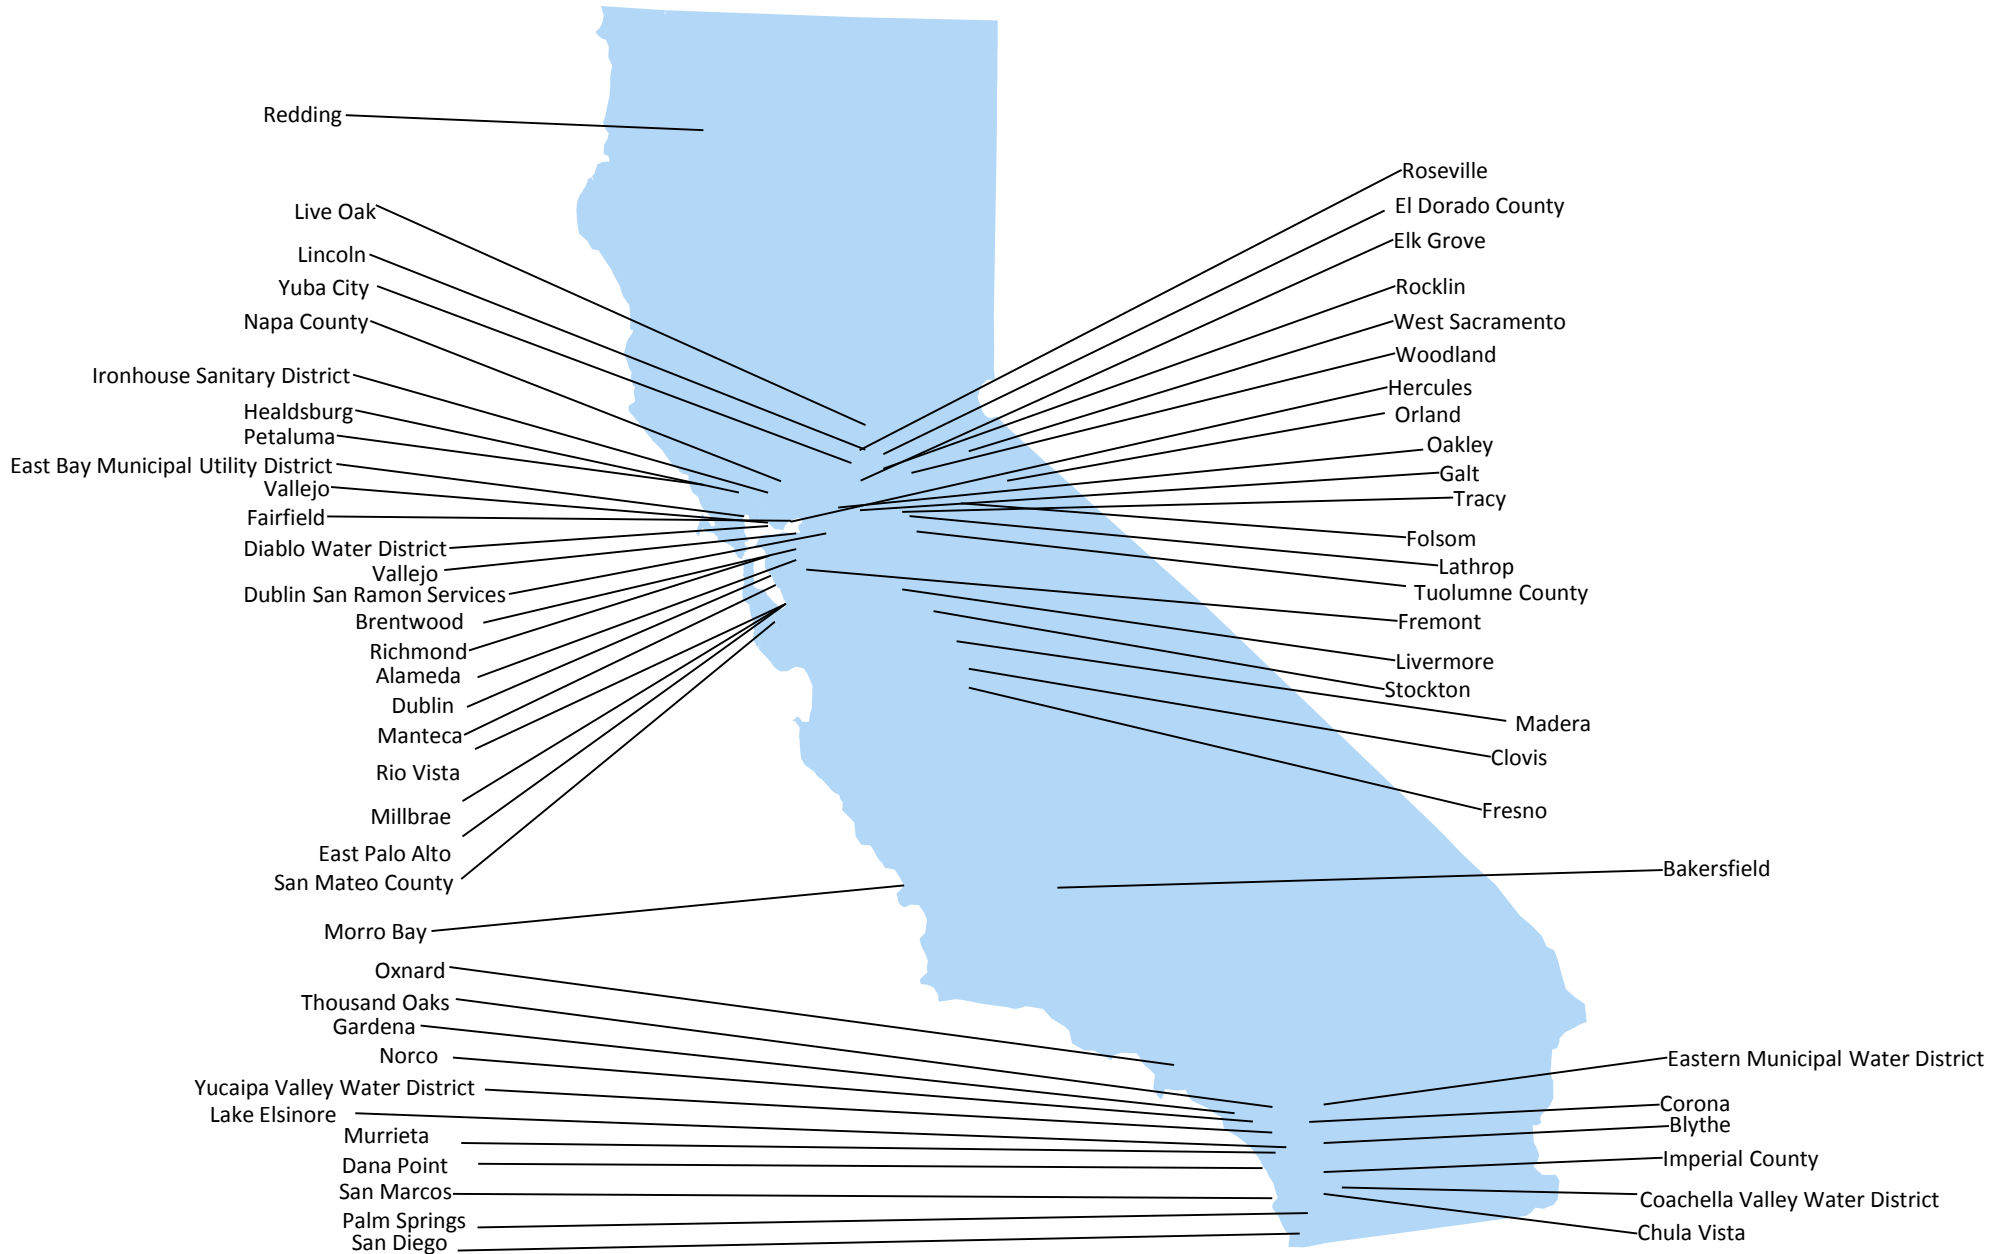 Redding
Live Oak
Lincoln
Yuba City
Napa County
Ironhouse Sanitary District
Healdsburg
Petaluma
East Bay Municipal Utility District
Vallejo
Fairfield
Diablo Water District
Vallejo
Dublin San Ramon Services
Brentwood
Richmond
Alameda
Dublin
Manteca
Rio Vista
Millbrae
East Palo Alto
San Mateo County
Morro Bay
Oxnard
Thousand Oaks
Gardena
Norco
Yucaipa Valley Water District
Lake Elsinore
Murrieta
Dana Point
San Marcos
Palm Springs
San Diego
Roseville
El Dorado County
Elk Grove
Rocklin
West Sacramento
Woodland
Hercules
Orland
Oakley
Galt
Tracy
Folsom
Lathrop
Tuolumne County
Fremont
Livermore
Stockton
Madera
Clovis
Fresno
Bakersfield
Eastern Municipal Water District
Corona
Blythe
Imperial County
Coachella Valley Water District
Chula Vista